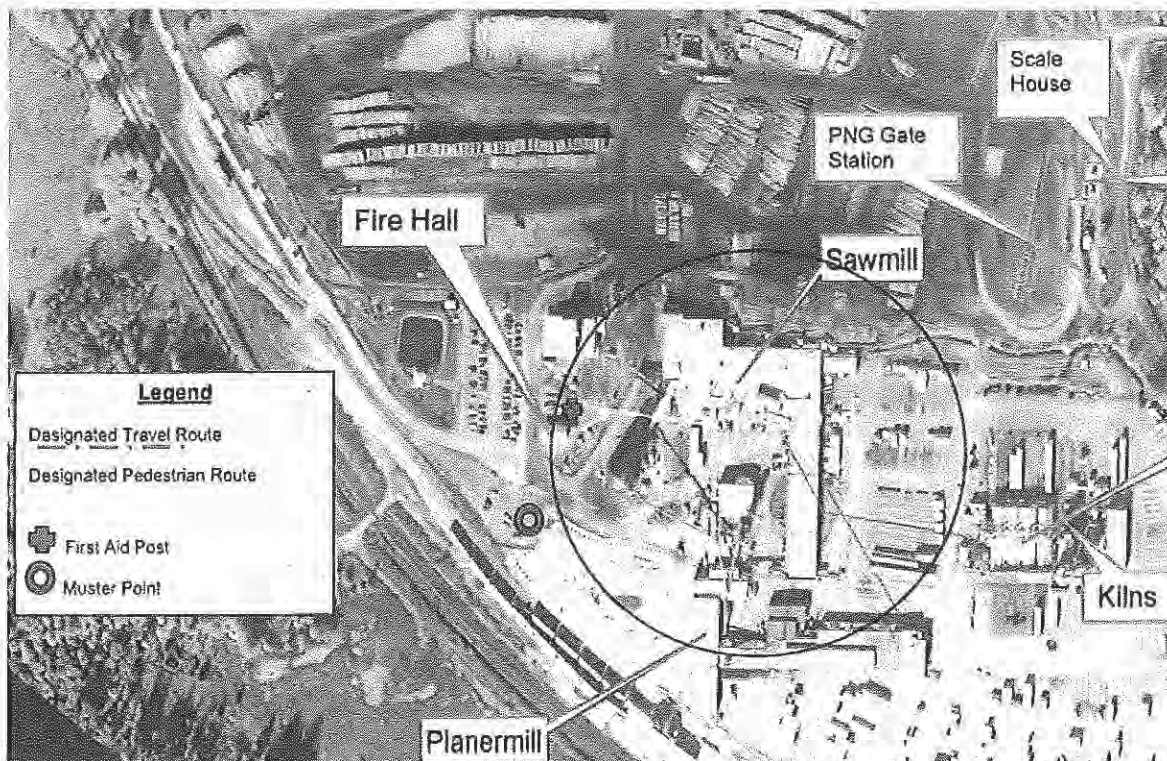 Scale
House
PNG Gate
Station
Fire Hall
Sawmill
Legend
Dasignated Travel Route
Designated Pedestrian Route
First Aid Post
Muster Point
Kilns
Planermill